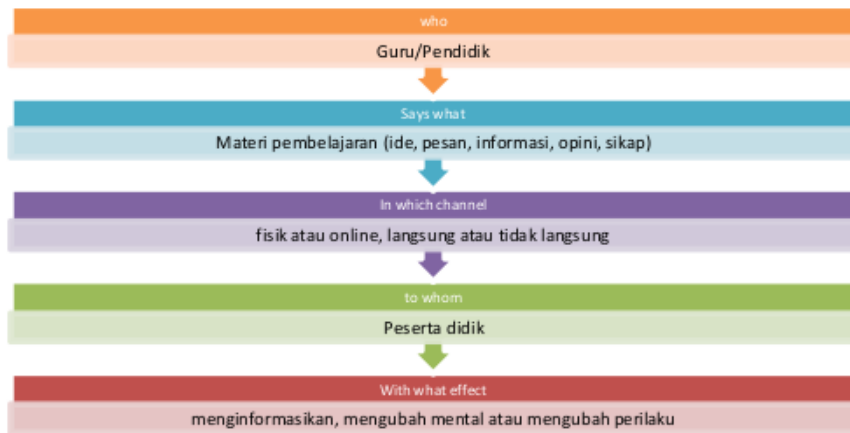 who
Guru/Pendidik
Says what
Materi pembelajaran (ide, pesan, informasi, opini, sikap)
In which channel
fisik atau online, langsung atau tidak langsung
to whom
Peserta didik
With what effect
menginformasikan, mengubah mental atau mengubah perilaku